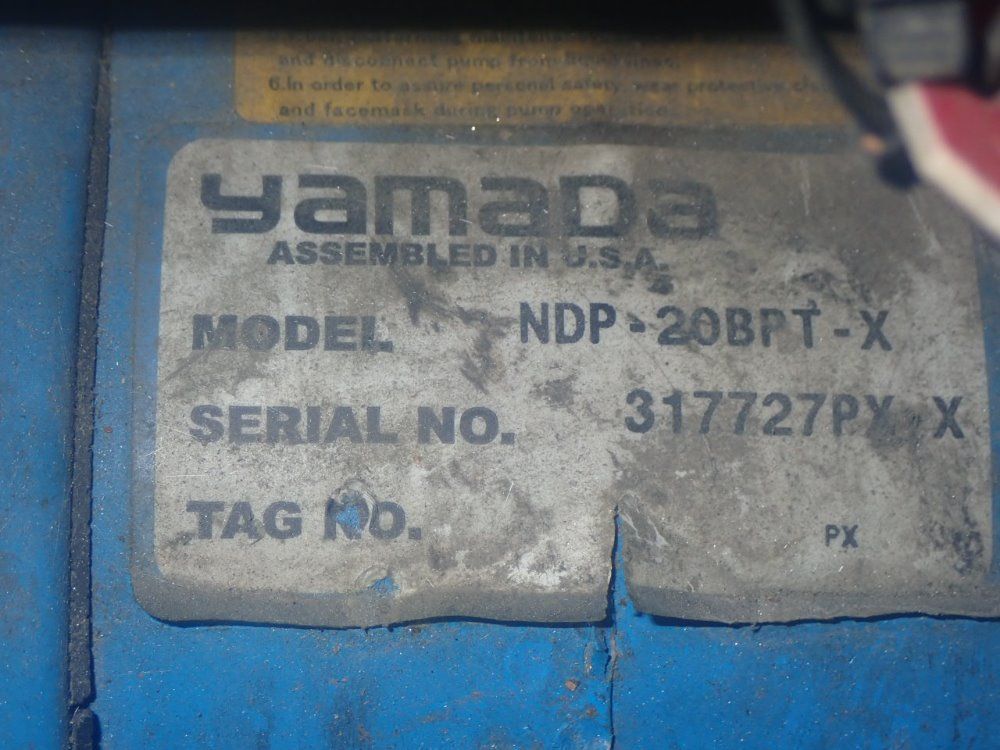 and disconnect pump from
6.In order to assure personal safety, wear protective
and facemask during pump operation.
yamada
ASSEMBLED IN U.S.A.
MODEL NDP-20BPT-X
SERIAL NO. 317727PX-X
TAG NO.
PX